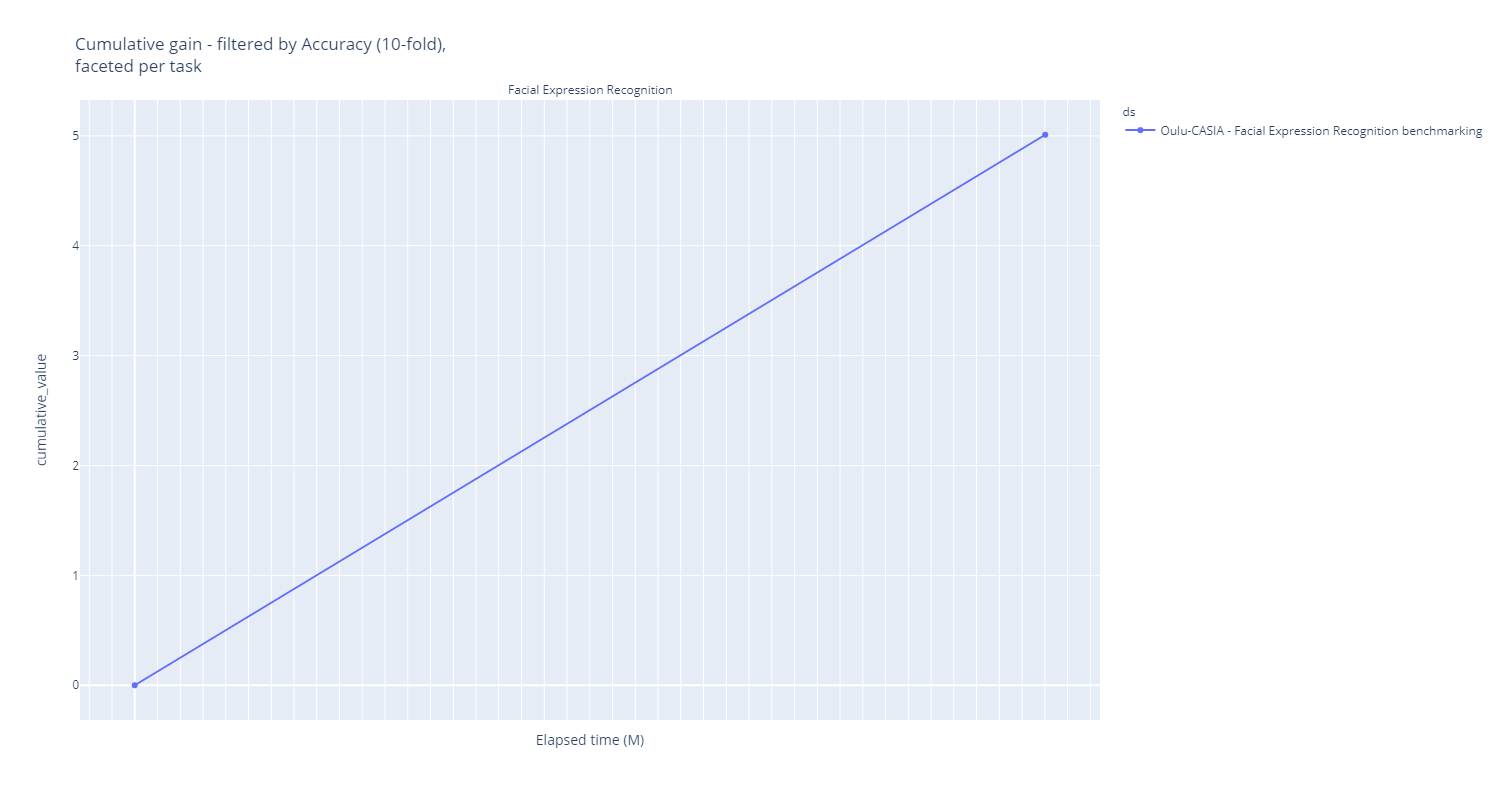 Cumulative gain - filtered by Accuracy (10-fold),
faceted per task
Facial Expression Recognition
ds
Oulu-CASIA - Facial Expression Recognition benchmarking
5
4
3
2
1
0
cumulative_value
Elapsed time (M)